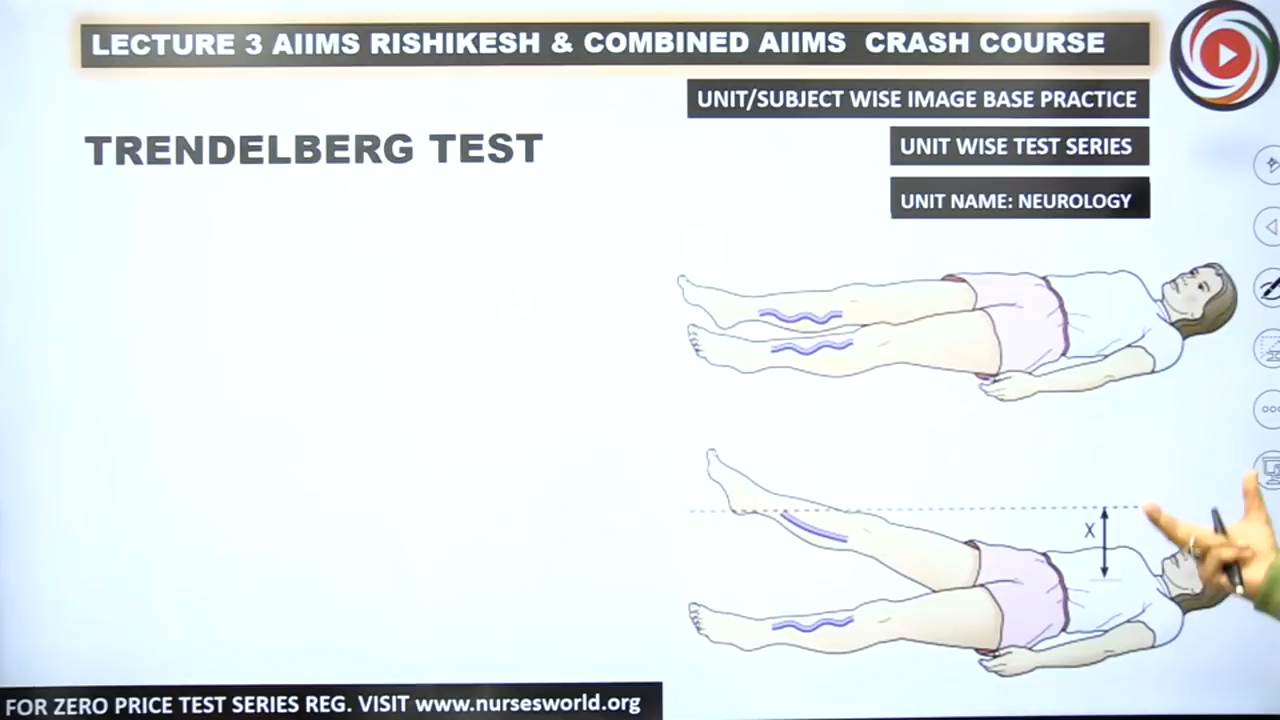 LECTURE 3 AIIMS RISHIKESH & COMBINED AIIMS CRASH COURSE
UNIT/SUBJECT WISE IMAGE BASE PRACTICE
TRENDELBERG TEST
UNIT WISE TEST SERIES
UNIT NAME: NEUROLOGY
X
FOR ZERO PRICE TEST SERIES REG. VISIT www.nursesworld.org